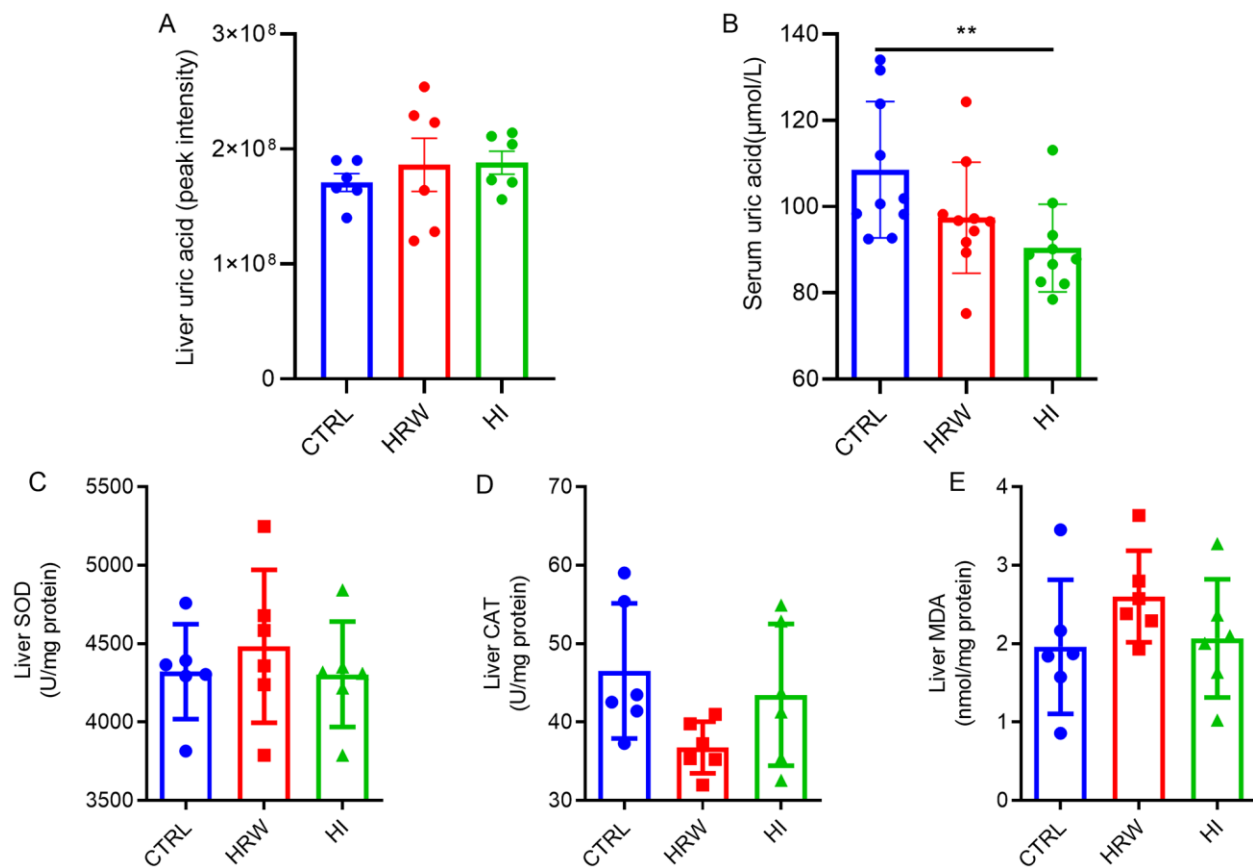 A
Liver uric acid (peak intensity)
3×10⁸
2×10⁸
1×10⁸
0
CTRL
HRW
HI
B
Serum uric acid(μmol/L)
140
120
100
80
60
**
CTRL
HRW
HI
C
Liver SOD
(U/mg protein)
5500
5000
4500
4000
3500
CTRL
HRW
HI
D
Liver CAT
(U/mg protein)
70
60
50
40
30
CTRL
HRW
HI
E
Liver MDA
(nmol/mg protein)
4
3
2
1
0
CTRL
HRW
HI